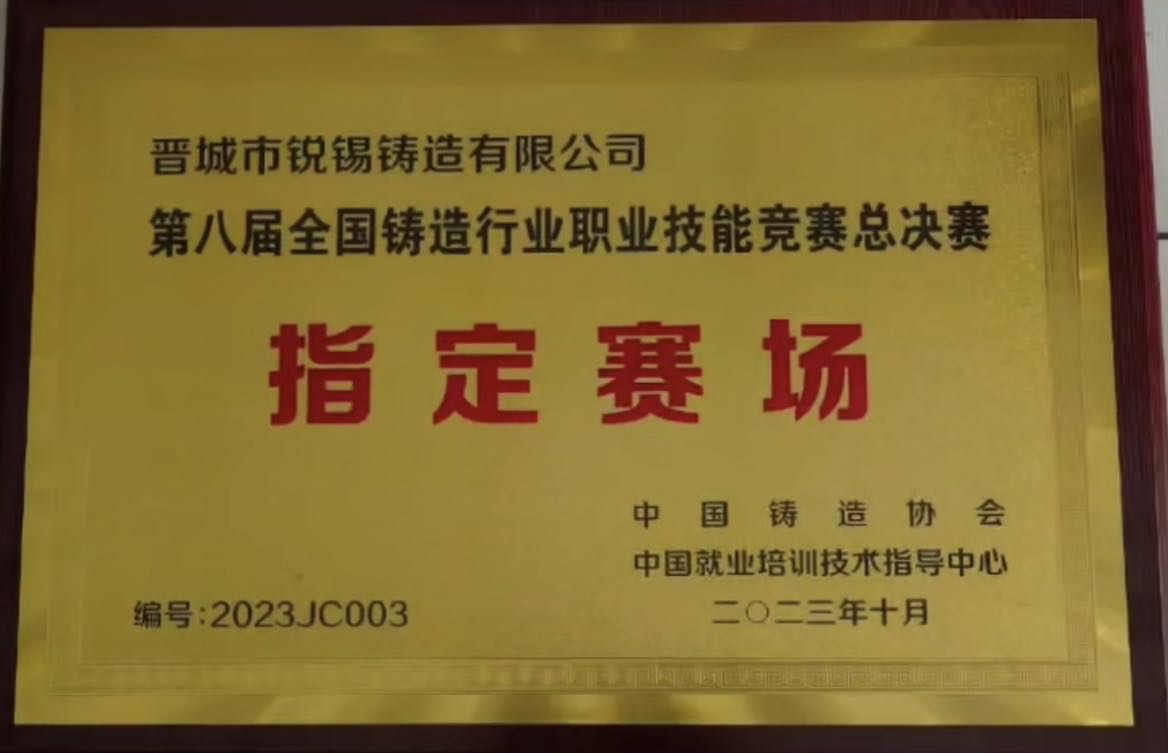 晋城市锐锡铸造有限公司
第八届全国铸造行业职业技能竞赛总决赛
指定赛场
中国铸造协会
中国就业培训技术指导中心
编号:2023JC003
二〇二三年十月